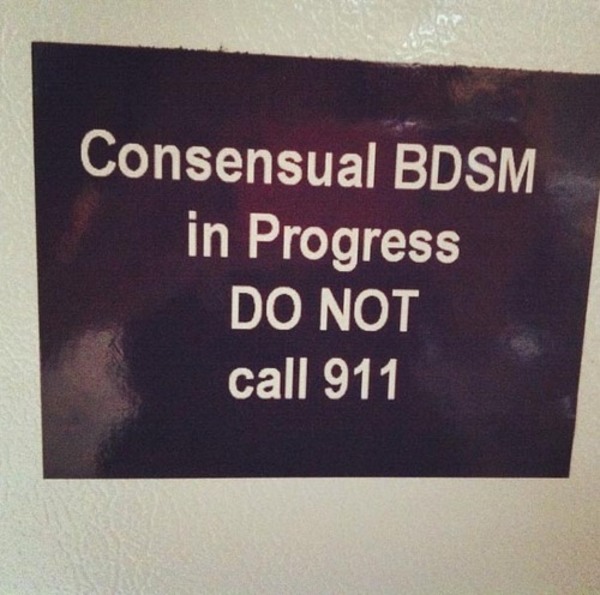 Consensual BDSM
in Progress
DO NOT
call 911